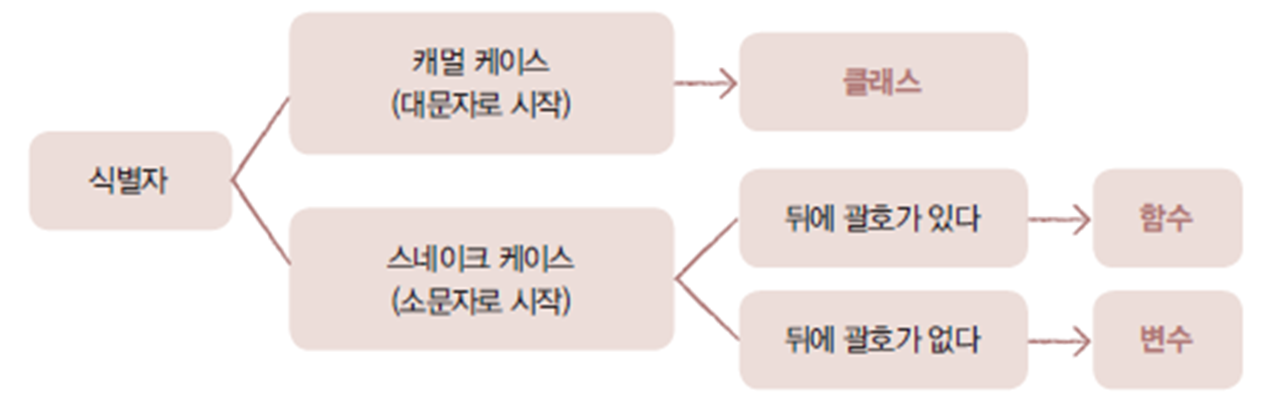 식별자
캐멀 케이스
(대문자로 시작)
클래스
스네이크 케이스
(소문자로 시작)
뒤에 괄호가 있다
함수
뒤에 괄호가 없다
변수